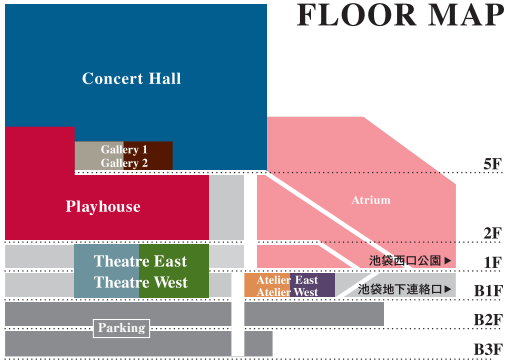 FLOOR MAP
Concert Hall
Gallery 1
Gallery 2
5F
Playhouse
Atrium
2F
Theatre East
Theatre West
池袋西口公園▶
1F
Atelier East
Atelier West
池袋地下連絡口▶
B1F
Parking
B2F
B3F